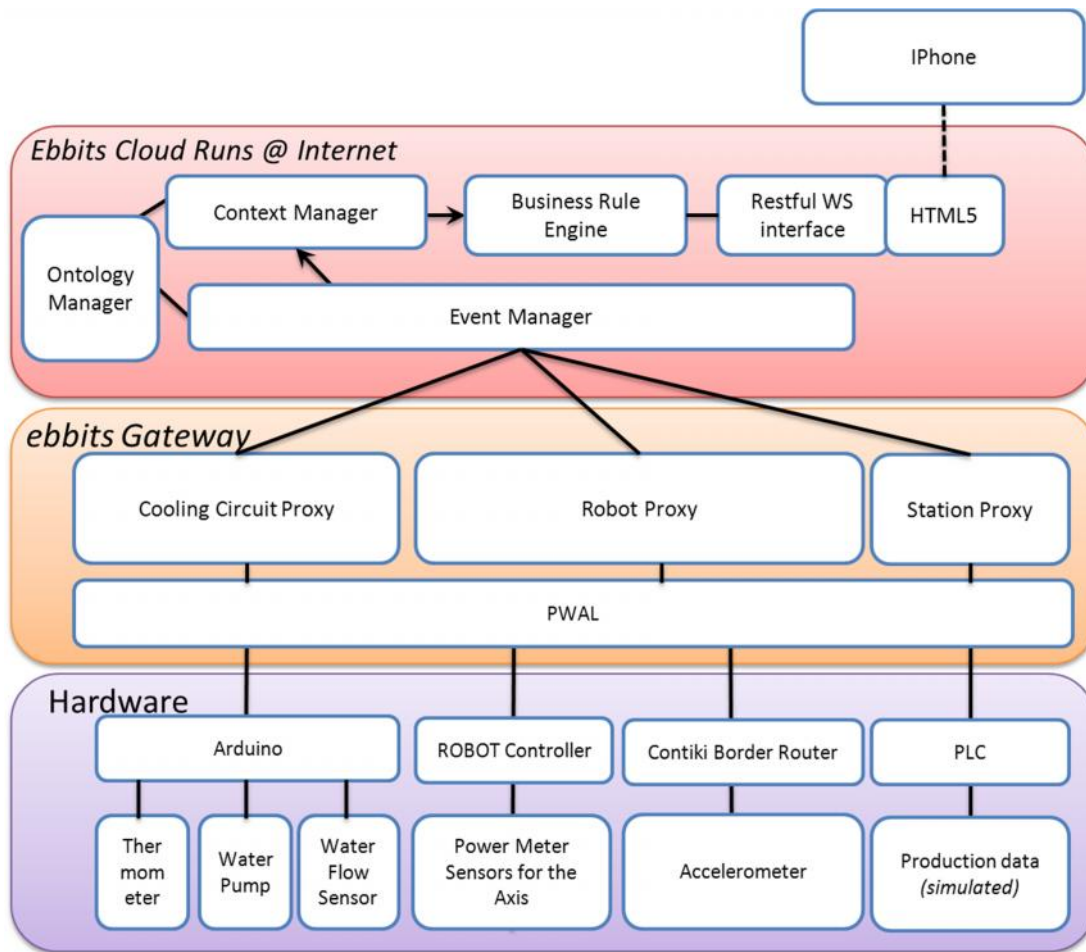 IPhone
Ebbits Cloud Runs @ Internet
Context Manager
Business Rule
Engine
Restful WS
interface
HTML5
Ontology
Manager
Event Manager
ebbits Gateway
Cooling Circuit Proxy
Robot Proxy
Station Proxy
PWAL
Hardware
Arduino
ROBOT Controller
Contiki Border Router
PLC
Ther
mom
eter
Water
Pump
Water
Flow
Sensor
Power Meter
Sensors for the
Axis
Accelerometer
Production data
(simulated)